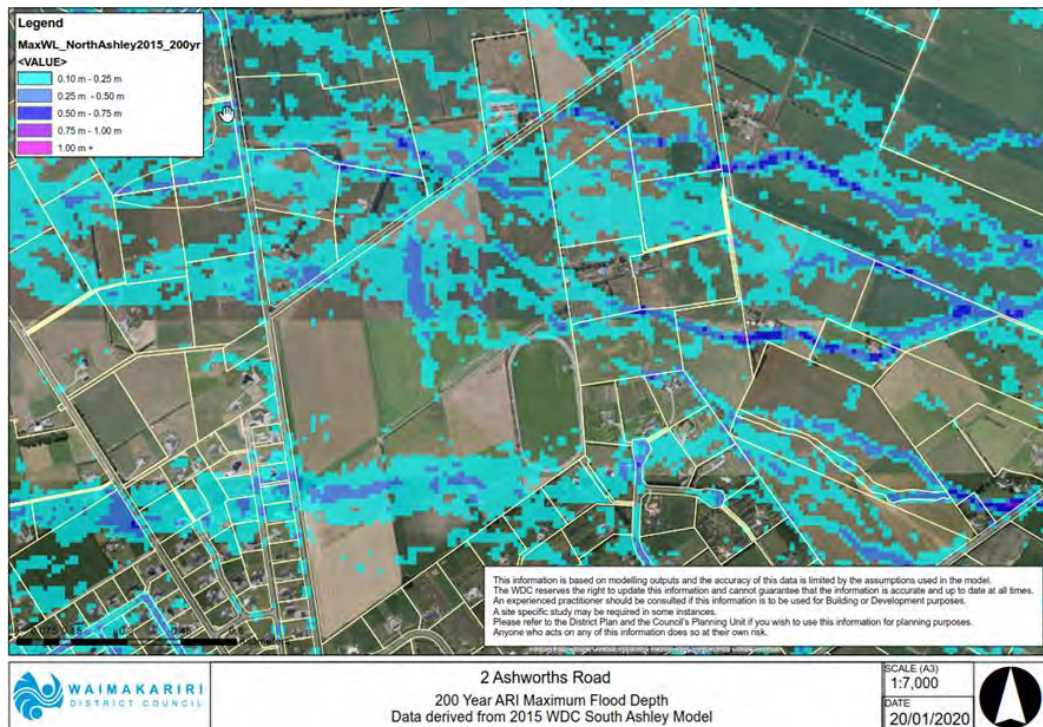 Legend
MaxWL_NorthAshley2015_200yr
<VALUE>
0.10 m - 0.25 m
0.25 m - 0.50 m
0.50 m - 0.75 m
0.75 m - 1.00 m
1.00 m +
This information is based on modelling outputs and the accuracy of this data is limited by the assumptions used in the model.
The WDC reserves the right to update this information and cannot guarantee that the information is accurate and up to date at all times.
An experienced practitioner should be consulted if this information is to be used for Building or Development purposes.
A site specific study may be required in some instances.
Please refer to the District Plan and the Council's Planning Unit if you wish to use this information for planning purposes.
Anyone who acts on any of this information does so at their own risk.
WAIMAKARIRI
DISTRICT COUNCIL
2 Ashworths Road
200 Year ARI Maximum Flood Depth
Data derived from 2015 WDC South Ashley Model
SCALE (A3)
1:7,000
DATE
20/01/2020